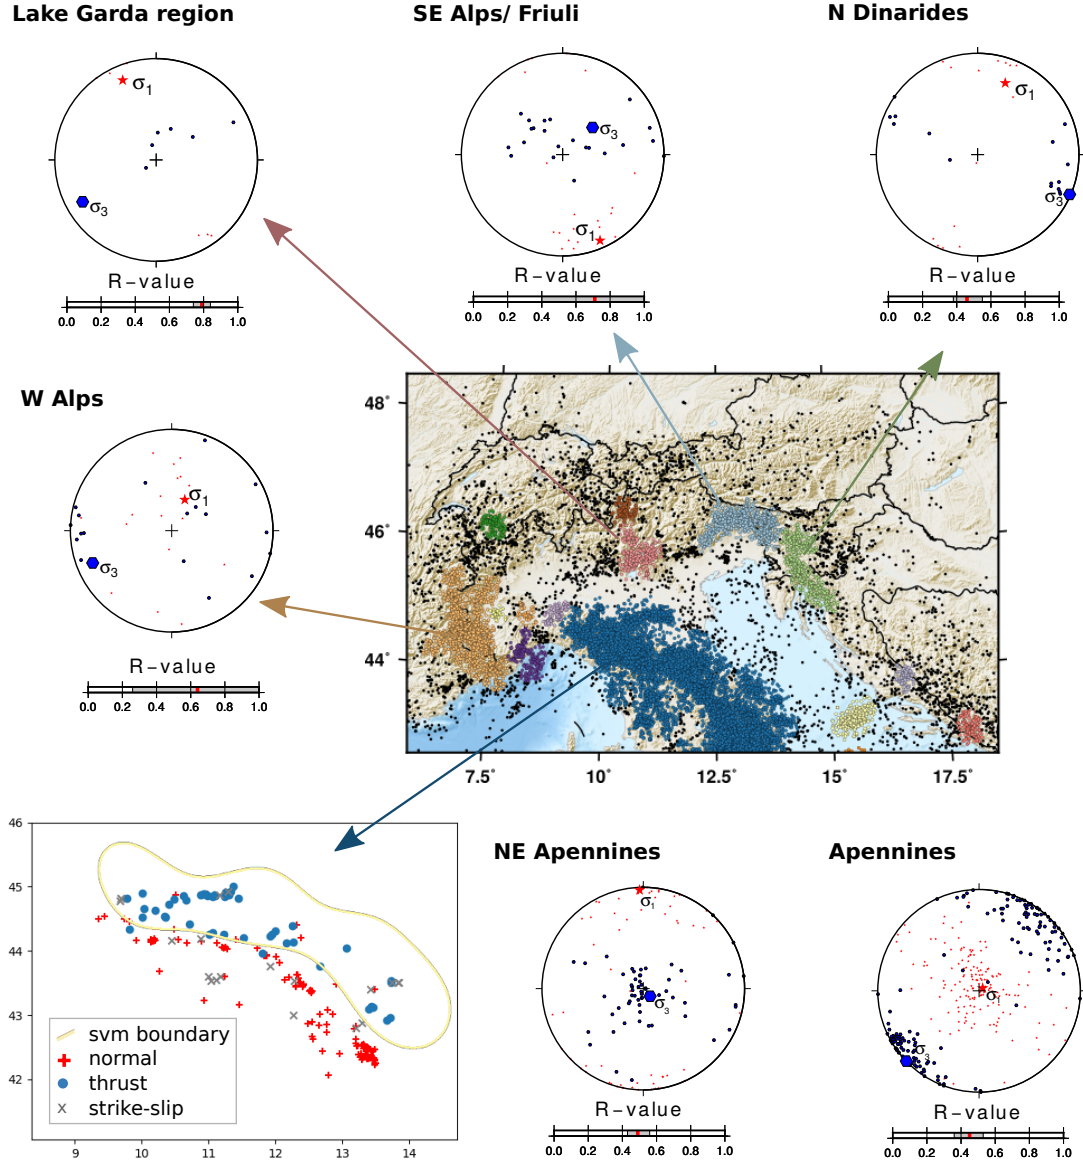 Lake Garda region
SE Alps/ Friuli
N Dinarides
σ1
σ3
σ3
σ1
σ1
σ3
R-value
R-value
R-value
0.0 0.2 0.4 0.6 0.8 1.0
0.0 0.2 0.4 0.6 0.8 1.0
0.0 0.2 0.4 0.6 0.8 1.0
W Alps
σ1
σ3
R-value
0.0 0.2 0.4 0.6 0.8 1.0
48°
46°
44°
7.5° 10° 12.5° 15° 17.5°
46
45
44
43
42
9 10 11 12 13 14
svm boundary
normal
thrust
strike-slip
NE Apennines
Apennines
σ1
σ3
σ1
σ3
R-value
R-value
0.0 0.2 0.4 0.6 0.8 1.0
0.0 0.2 0.4 0.6 0.8 1.0